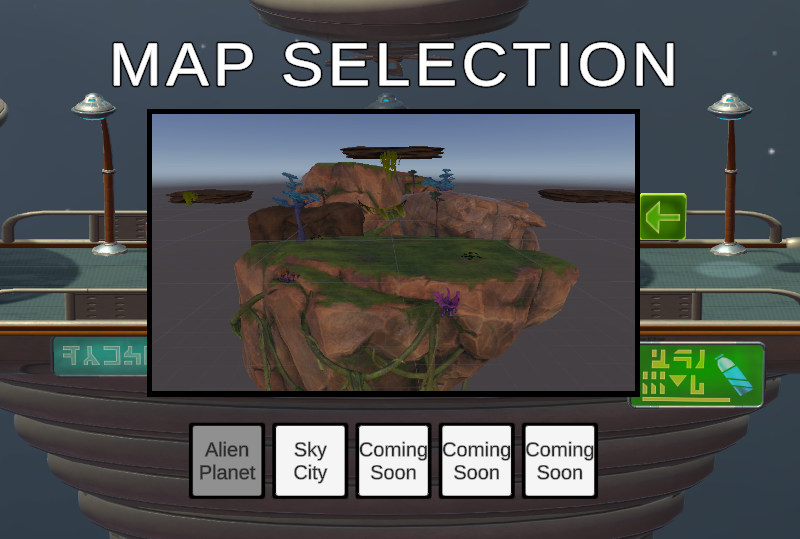 MAP SELECTION
Alien
Planet
Sky
City
Coming
Soon
Coming
Soon
Coming
Soon